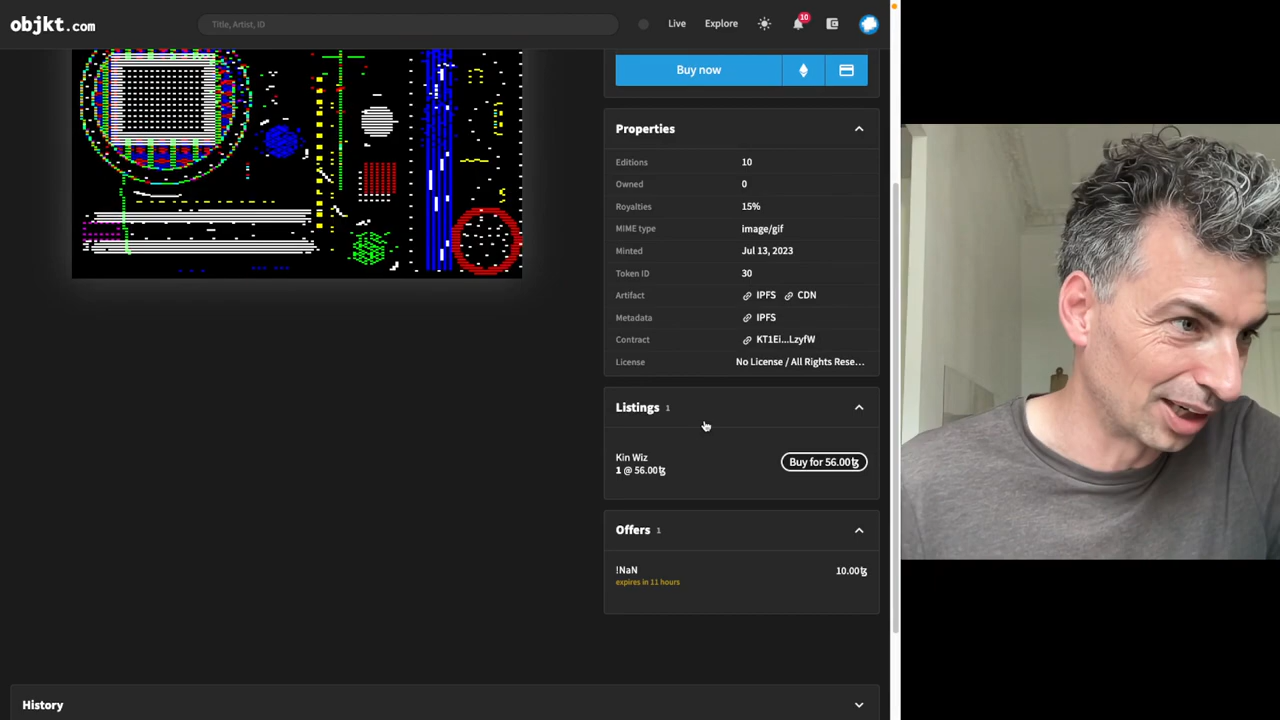 objkt.com
Title, Artist, ID
Live
Explore
10
Buy now
Properties
Editions 10
Owned 0
Royalties 15%
MIME type image/gif
Minted Jul 13, 2023
Token ID 30
Artifact IPFS CDN
Metadata IPFS
Contract KT1Ei...LzyfW
License No License / All Rights Rese...
Listings 1
Kin Wiz
1 @ 56.00ꜩ
Buy for 56.00ꜩ
Offers 1
!NaN 10.00ꜩ
expires in 11 hours
History